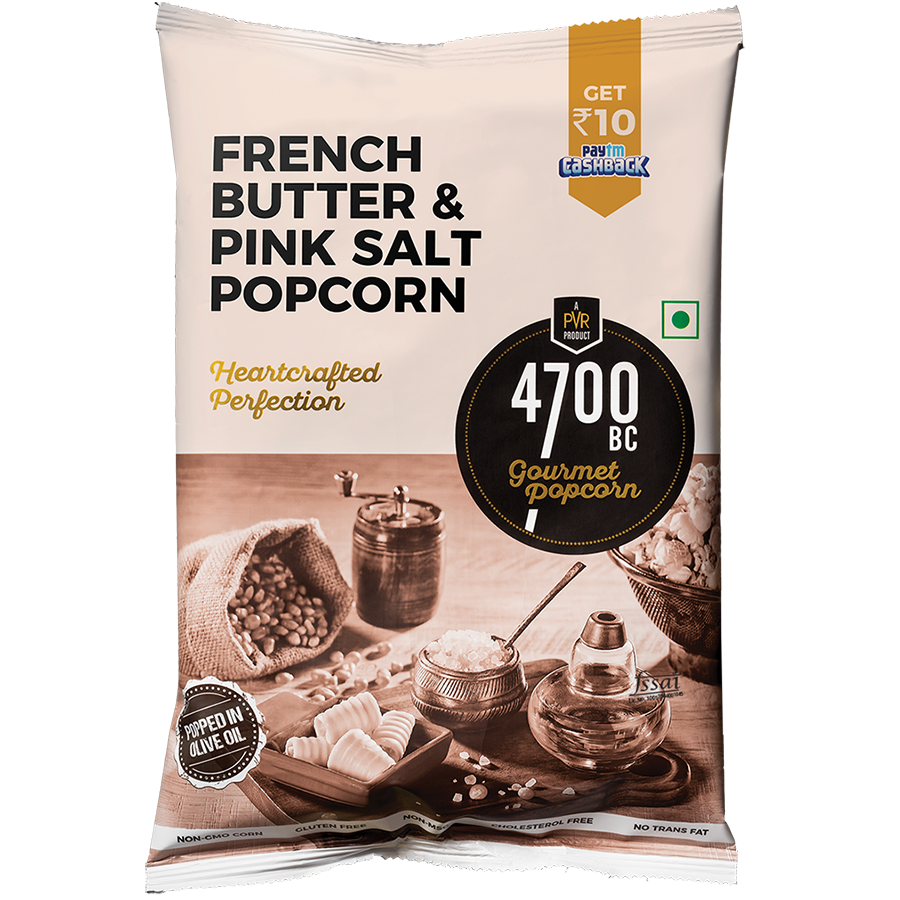 GET
₹10
paytm
CASHBACK
FRENCH
BUTTER &
PINK SALT
POPCORN
Heartcrafted
Perfection
A
PVR
PRODUCT
4700
BC
Gourmet
Popcorn
fssai
POPPED IN
OLIVE OIL
NON-GMO CORN GLUTEN FREE CHOLESTEROL FREE NO TRANS FAT